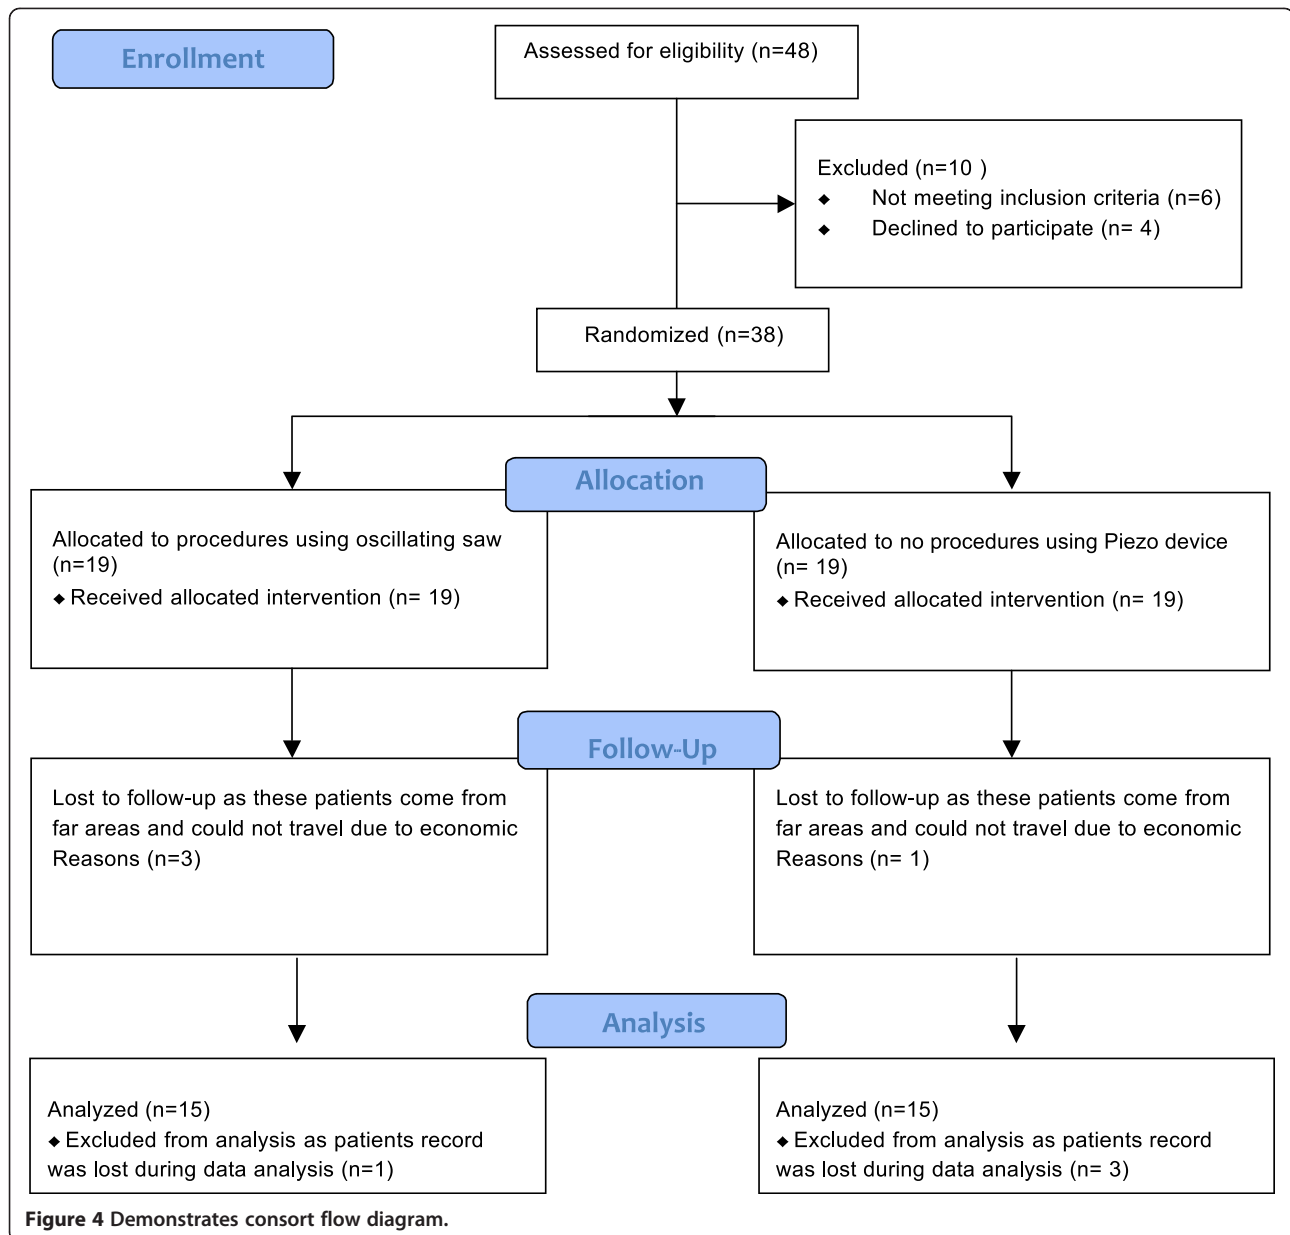 Enrollment
Assessed for eligibility (n=48)
Excluded (n=10 )
◆ Not meeting inclusion criteria (n=6)
◆ Declined to participate (n= 4)
Randomized (n=38)
Allocation
Allocated to procedures using oscillating saw
(n=19)
◆ Received allocated intervention (n= 19)
Allocated to no procedures using Piezo device
(n= 19)
◆ Received allocated intervention (n= 19)
Follow-Up
Lost to follow-up as these patients come from
far areas and could not travel due to economic
Reasons (n=3)
Lost to follow-up as these patients come from
far areas and could not travel due to economic
Reasons (n= 1)
Analysis
Analyzed (n=15)
◆ Excluded from analysis as patients record
was lost during data analysis (n=1)
Analyzed (n=15)
◆ Excluded from analysis as patients record
was lost during data analysis (n= 3)
Figure 4 Demonstrates consort flow diagram.